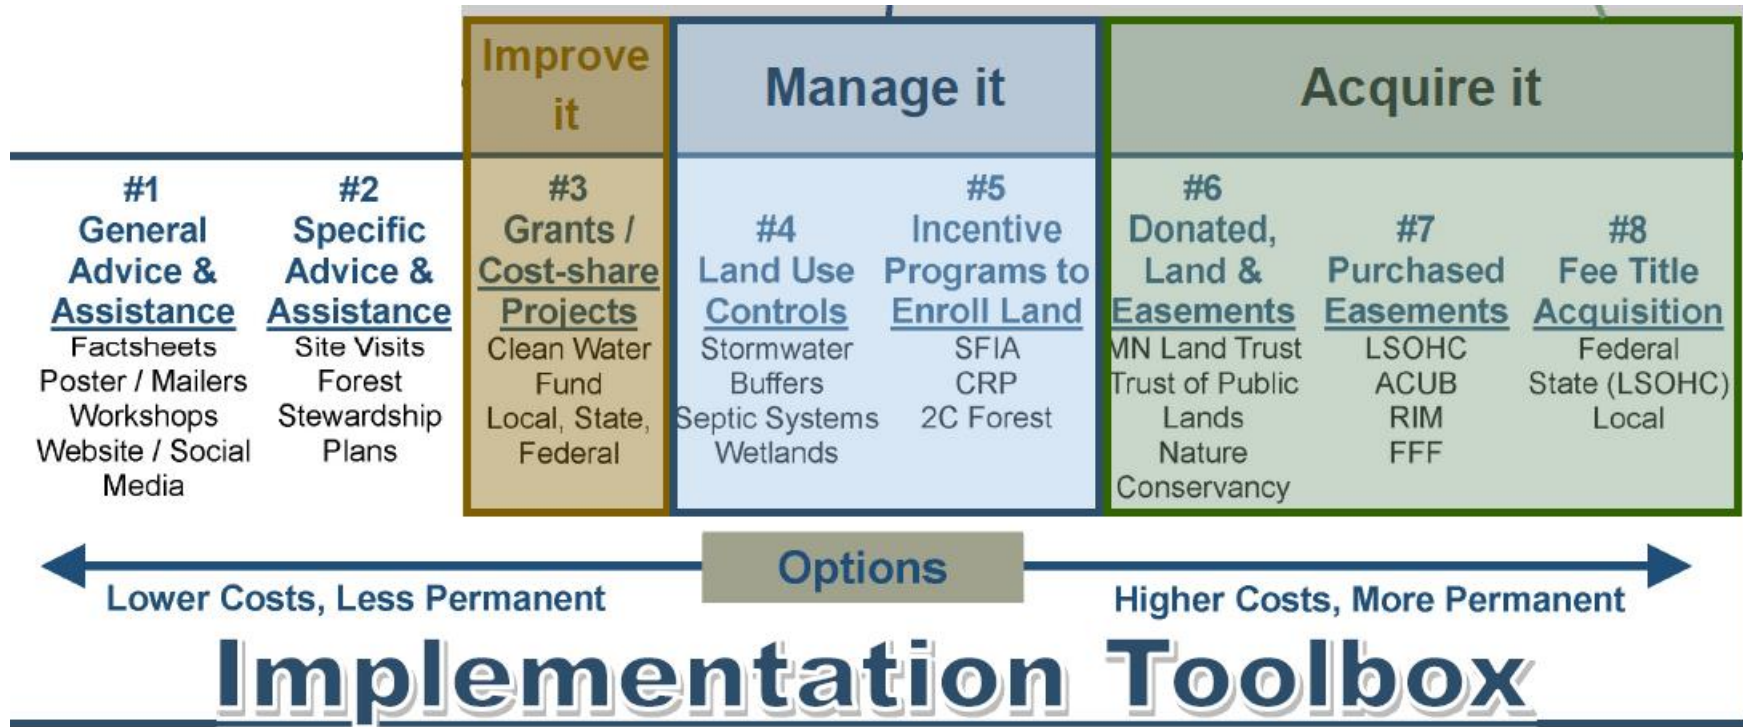 Improve
it
Manage it
Acquire it
#1
General
Advice &
Assistance
Factsheets
Poster / Mailers
Workshops
Website / Social
Media
#2
Specific
Advice &
Assistance
Site Visits
Forest
Stewardship
Plans
#3
Grants /
Cost-share
Projects
Clean Water
Fund
Local, State,
Federal
#4
Land Use
Controls
Stormwater
Buffers
Septic Systems
Wetlands
#5
Incentive
Programs to
Enroll Land
SFIA
CRP
2C Forest
#6
Donated,
Land &
Easements
MN Land Trust
Trust of Public
Lands
Nature
Conservancy
#7
Purchased
Easements
LSOHC
ACUB
RIM
FFF
#8
Fee Title
Acquisition
Federal
State (LSOHC)
Local
Options
Lower Costs, Less Permanent
Higher Costs, More Permanent
Implementation Toolbox